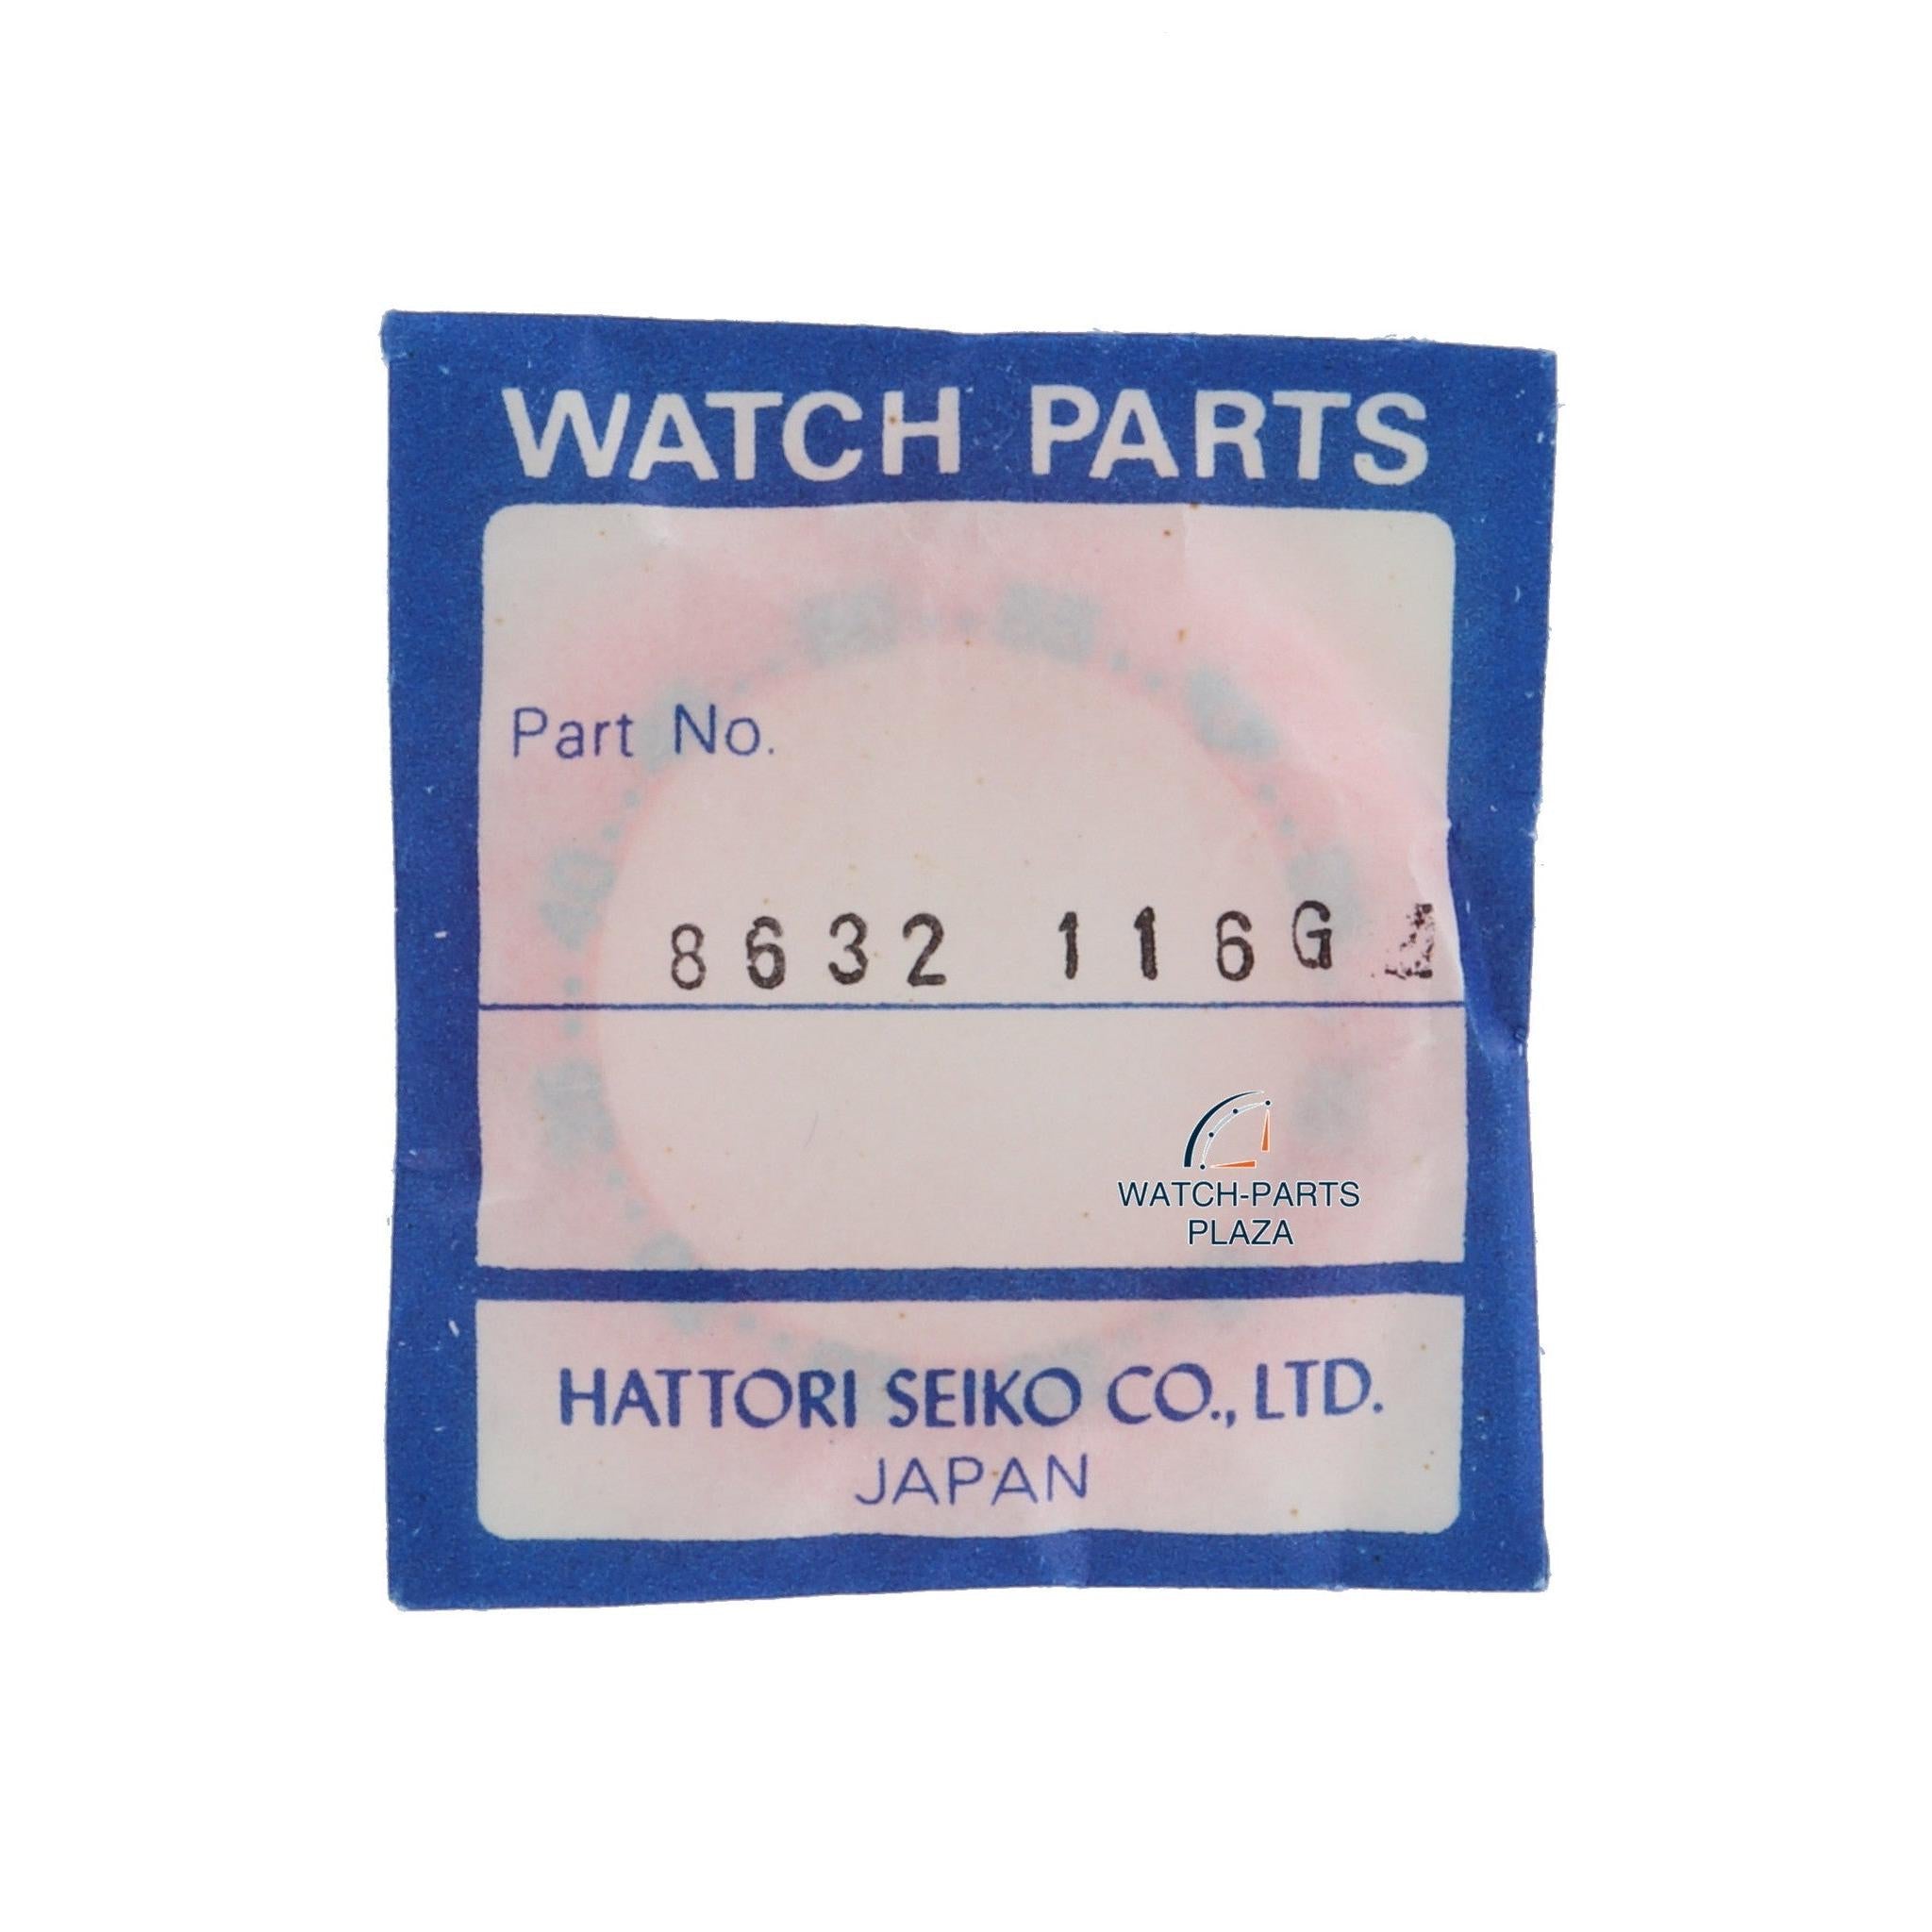 WATCH PARTS
Part No.
8632 116G
WATCH-PARTS
PLAZA
HATTORI SEIKO CO., LTD.
JAPAN